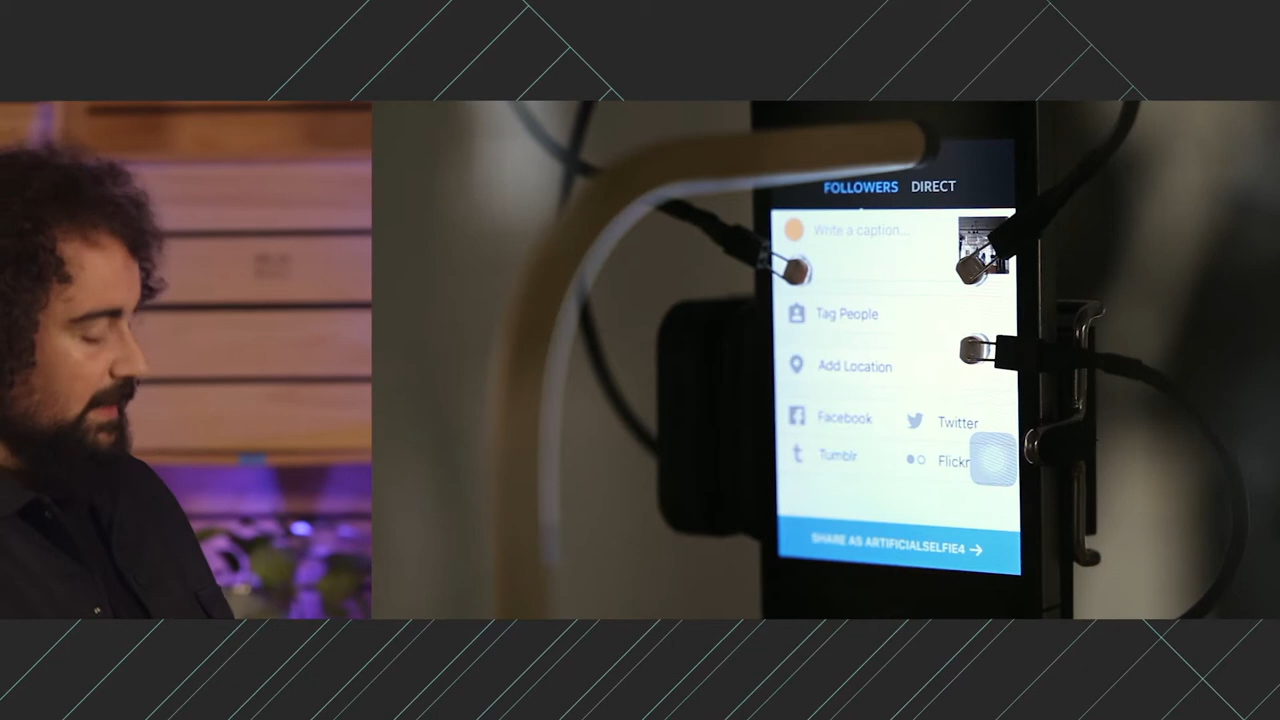 FOLLOWERS DIRECT
Write a caption...
Tag People
Add Location
Facebook Twitter
Tumblr Flickr
SHARE AS ARTIFICIALSELFIE4 →